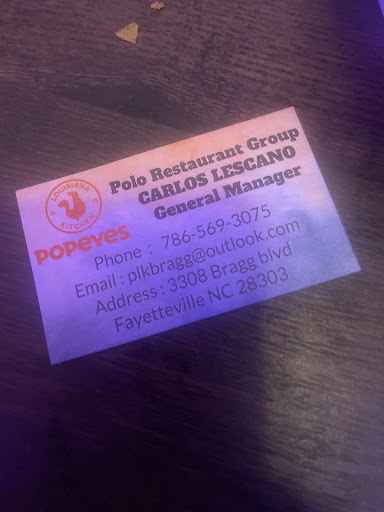 Polo Restaurant Group
CARLOS LESCANO
General Manager
LOUISIANA
KITCHEN
POPEYES
Phone : 786-569-3075
Email : plkbragg@outlook.com
Address : 3308 Bragg blvd
Fayetteville NC 28303